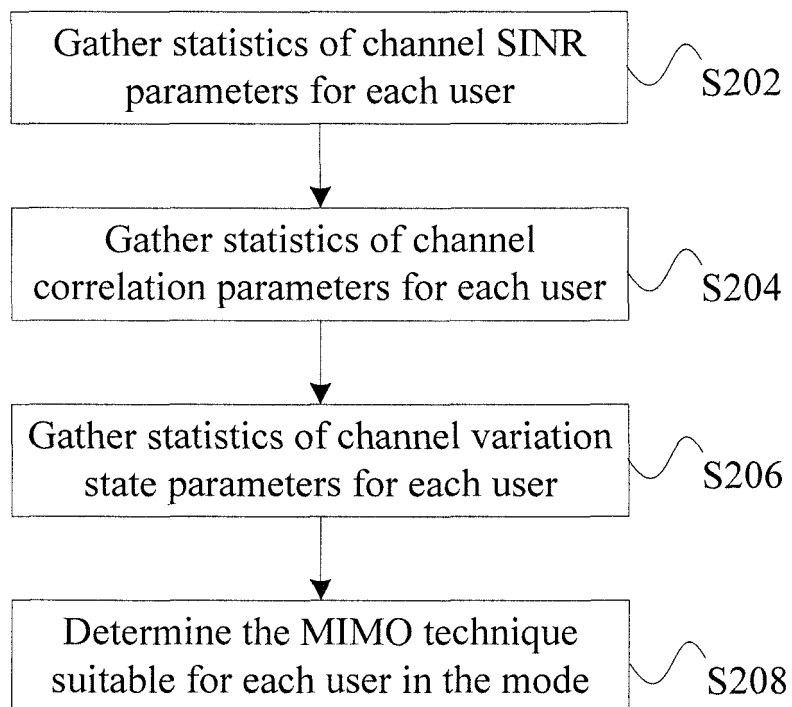 Gather statistics of channel SINR
parameters for each user
S202
Gather statistics of channel
correlation parameters for each user
S204
Gather statistics of channel variation
state parameters for each user
S206
Determine the MIMO technique
suitable for each user in the mode
S208